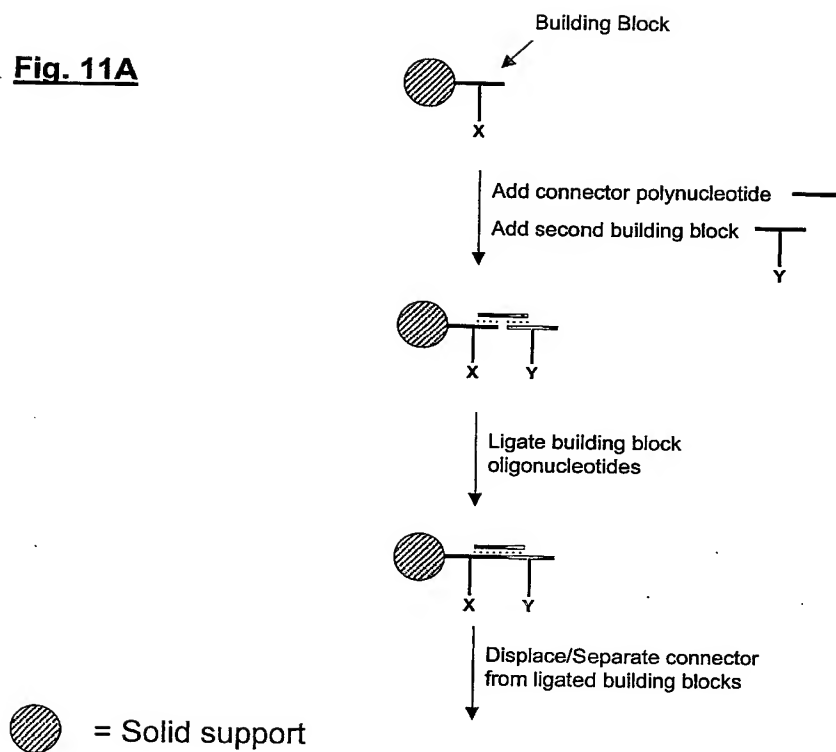 Building Block
Fig. 11A
X
Add connector polynucleotide
Add second building block
Y
X Y
Ligate building block
oligonucleotides
X Y
Displace/Separate connector
from ligated building blocks
= Solid support